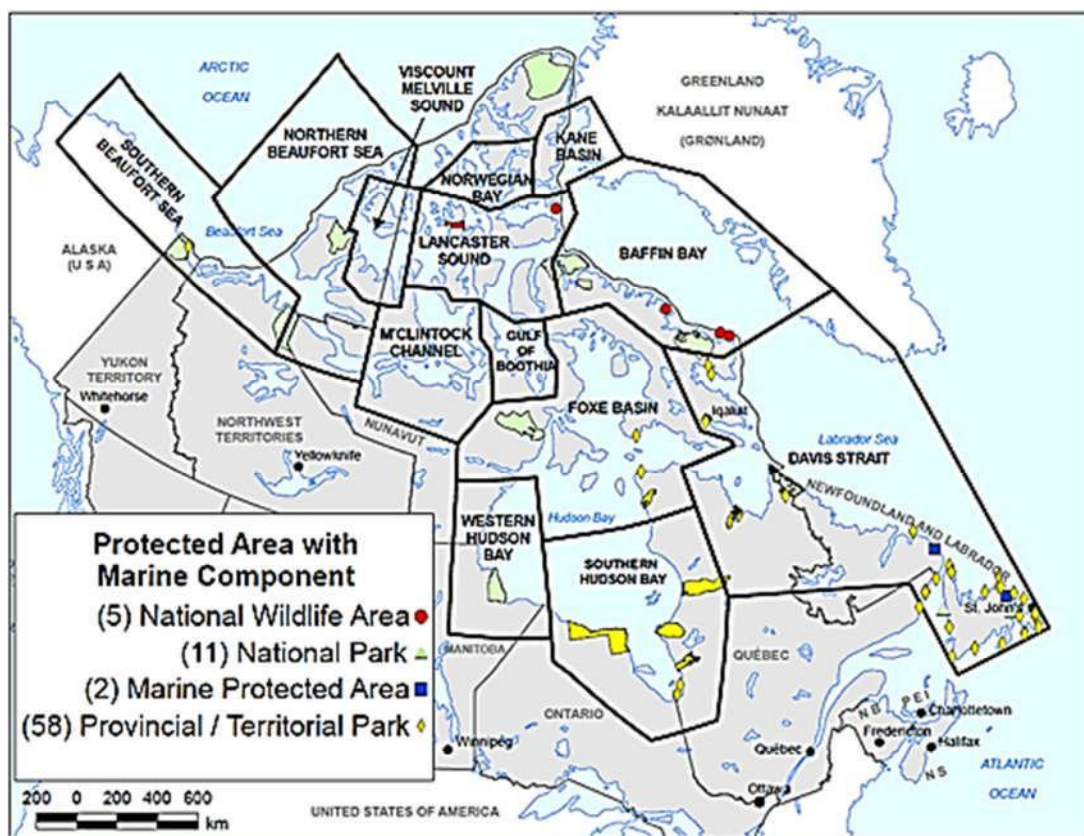 ARCTIC
OCEAN
VISCOUNT
MELVILLE
SOUND
GREENLAND
KALAALLIT NUNAAT
(GRØNLAND)
NORTHERN
BEAUFORT SEA
KANE
BASIN
SOUTHERN
BEAUFORT SEA
NORWEGIAN
BAY
Beaufort Sea
ALASKA
(U S A)
LANCASTER
SOUND
BAFFIN BAY
M'CLINTOCK
CHANNEL
GULF
OF
BOOTHIA
YUKON
TERRITORY
Whitehorse
FOXE BASIN
Iqaluit
NORTHWEST
TERRITORIES
NUNAVUT
Yellowknife
Labrador Sea
DAVIS STRAIT
NEWFOUNDLAND AND LABRADOR
Hudson Bay
WESTERN
HUDSON
BAY
SOUTHERN
HUDSON BAY
St. John's
MANITOBA
QUÉBEC
ONTARIO
Winnipeg
NB
PEI
Charlottetown
Fredericton
Halifax
NS
Québec
Ottawa
ATLANTIC
OCEAN
UNITED STATES OF AMERICA
Protected Area with
Marine Component
(5) National Wildlife Area
(11) National Park
(2) Marine Protected Area
(58) Provincial / Territorial Park
200 0 200 400 600
km